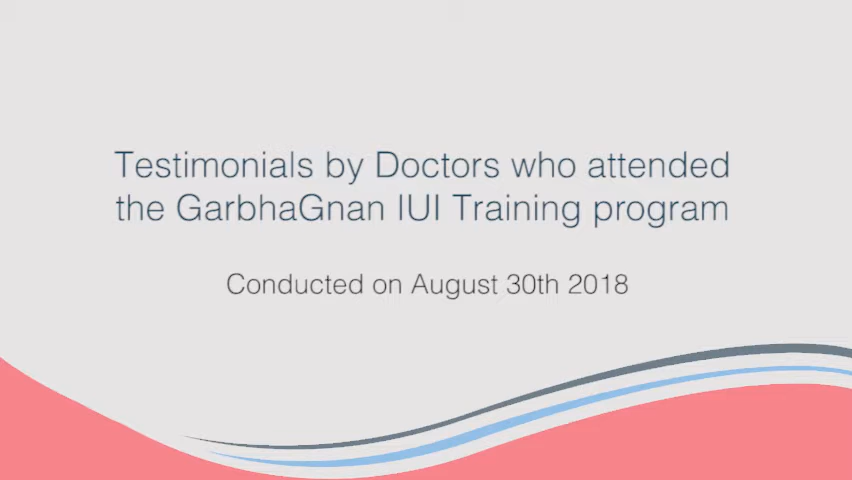 Testimonials by Doctors who attended
the GarbhaGnan IUI Training program
Conducted on August 30th 2018